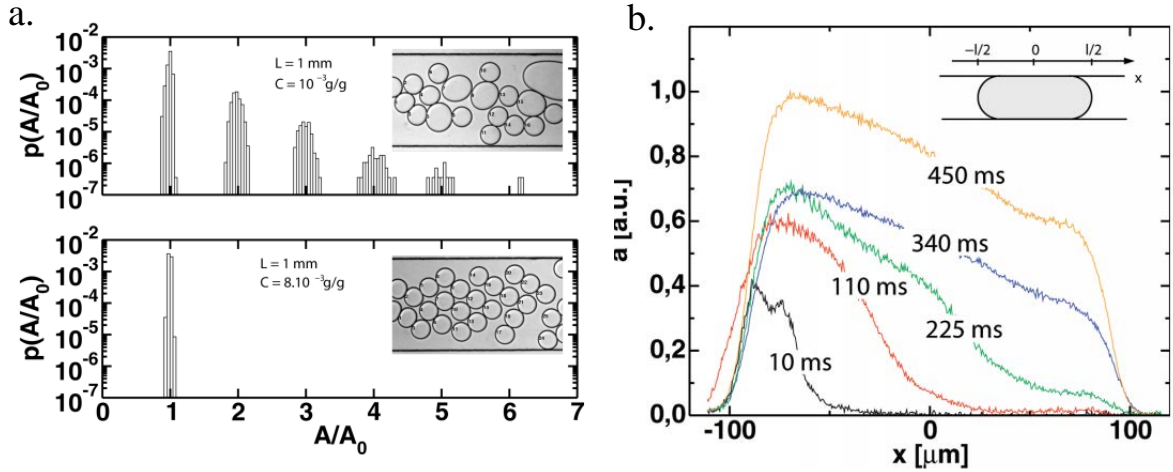 a.
10⁻²
10⁻³
10⁻⁴
10⁻⁵
10⁻⁶
10⁻⁷
p(A/A₀)
L = 1 mm
C = 10 ⁻³g/g
10⁻²
10⁻³
10⁻⁴
10⁻⁵
10⁻⁶
10⁻⁷
p(A/A₀)
L = 1 mm
C = 8.10 ⁻³g/g
0 1 2 3 4 5 6 7
A/A₀
b.
−l/2 0 l/2
x
1,0
0,8
0,6
0,4
0,2
0,0
a [a.u.]
450 ms
340 ms
110 ms
225 ms
10 ms
-100 0 100
x [µm]